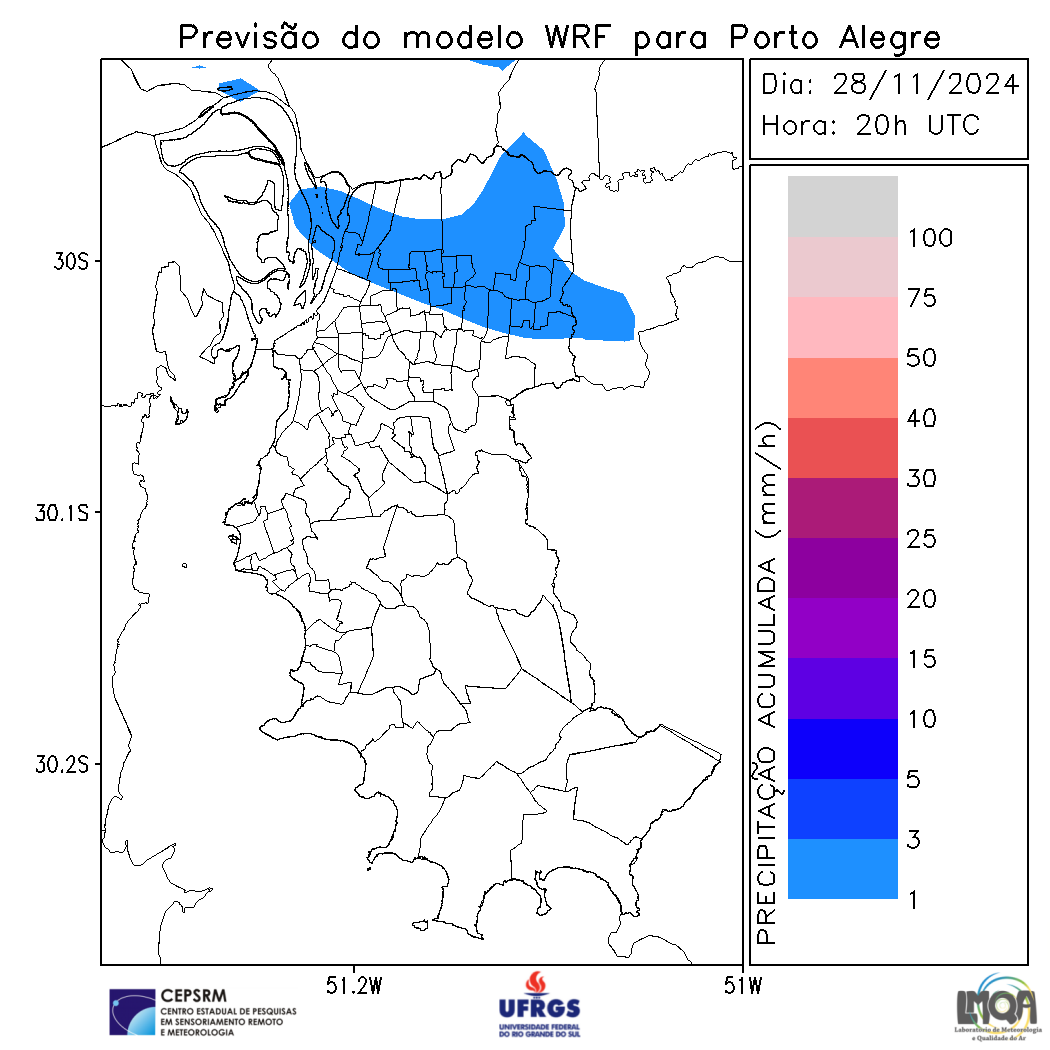 Previsão do modelo WRF para Porto Alegre
Dia: 28/11/2024
Hora: 20h UTC
30S
30.1S
30.2S
51.2W
51W
PRECIPITAÇÃO ACUMULADA (mm/h)
100
75
50
40
30
25
20
15
10
5
3
1
CEPSRM
CENTRO ESTADUAL DE PESQUISAS
EM SENSORIAMENTO REMOTO
E METEOROLOGIA
UFRGS
UNIVERSIDADE FEDERAL
DO RIO GRANDE DO SUL
LMQA
Laboratório de Meteorologia
e Qualidade do Ar